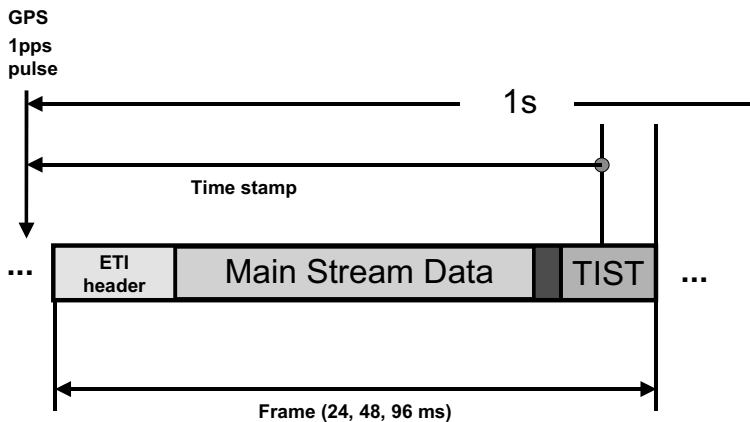 GPS
1pps
pulse
1s
Time stamp
... ETI
header
Main Stream Data
TIST ...
Frame (24, 48, 96 ms)